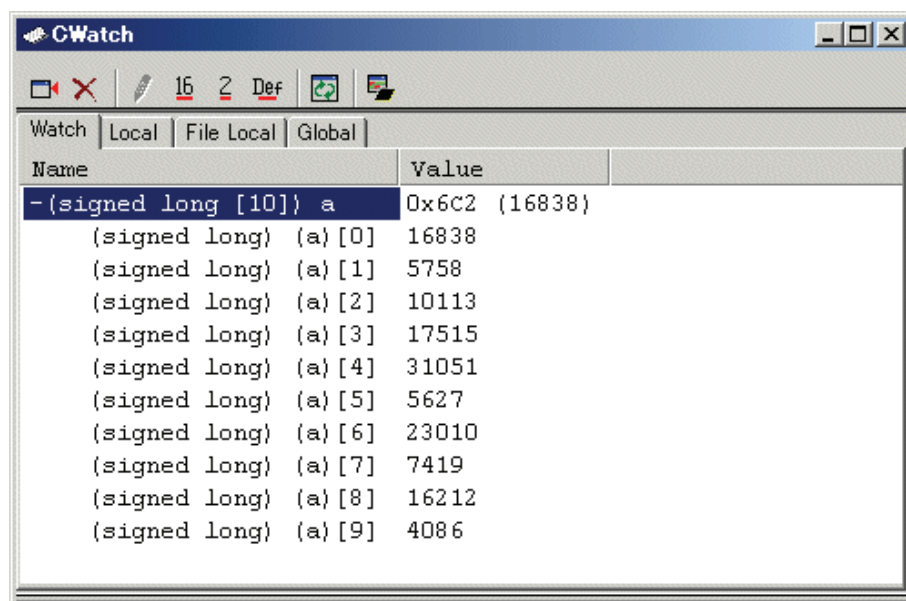 CWatch
16 2 Def
Watch Local File Local Global
Name Value
-(signed long [10]) a 0x6C2 (16838)
(signed long) (a)[0] 16838
(signed long) (a)[1] 5758
(signed long) (a)[2] 10113
(signed long) (a)[3] 17515
(signed long) (a)[4] 31051
(signed long) (a)[5] 5627
(signed long) (a)[6] 23010
(signed long) (a)[7] 7419
(signed long) (a)[8] 16212
(signed long) (a)[9] 4086